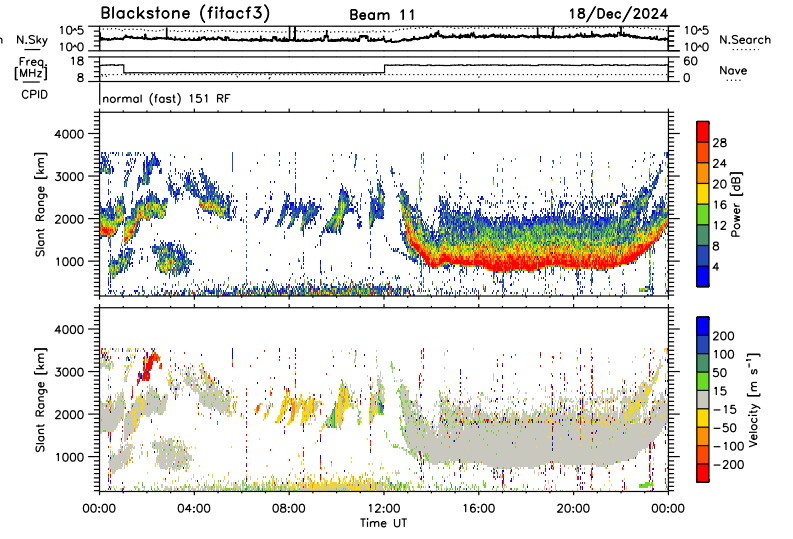 Blackstone (fitacf3) Beam 11 18/Dec/2024
N.Sky 10^5 10^0 10^5 10^0 N.Search
Freq. [MHz] 18 8 60 0 Nave
CPID normal (fast) 151 RF
Slant Range [km] 4000 3000 2000 1000
Power [dB] 28 24 20 16 12 8 4
Slant Range [km] 4000 3000 2000 1000
Velocity [m s⁻¹] 200 100 50 15 -15 -50 -100 -200
00:00 04:00 08:00 12:00 16:00 20:00 00:00
Time UT